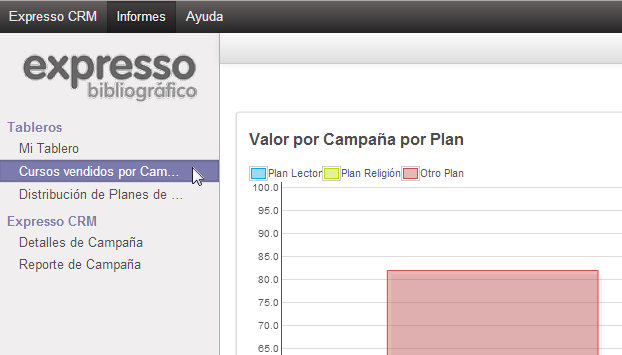 Expresso CRM Informes Ayuda
expresso
bibliográfico
Tableros
Mi Tablero
Cursos vendidos por Cam...
Distribución de Planes de ...
Expresso CRM
Detalles de Campaña
Reporte de Campaña
Valor por Campaña por Plan
Plan Lector Plan Religión Otro Plan
100.0
95.0
90.0
85.0
80.0
75.0
70.0
65.0